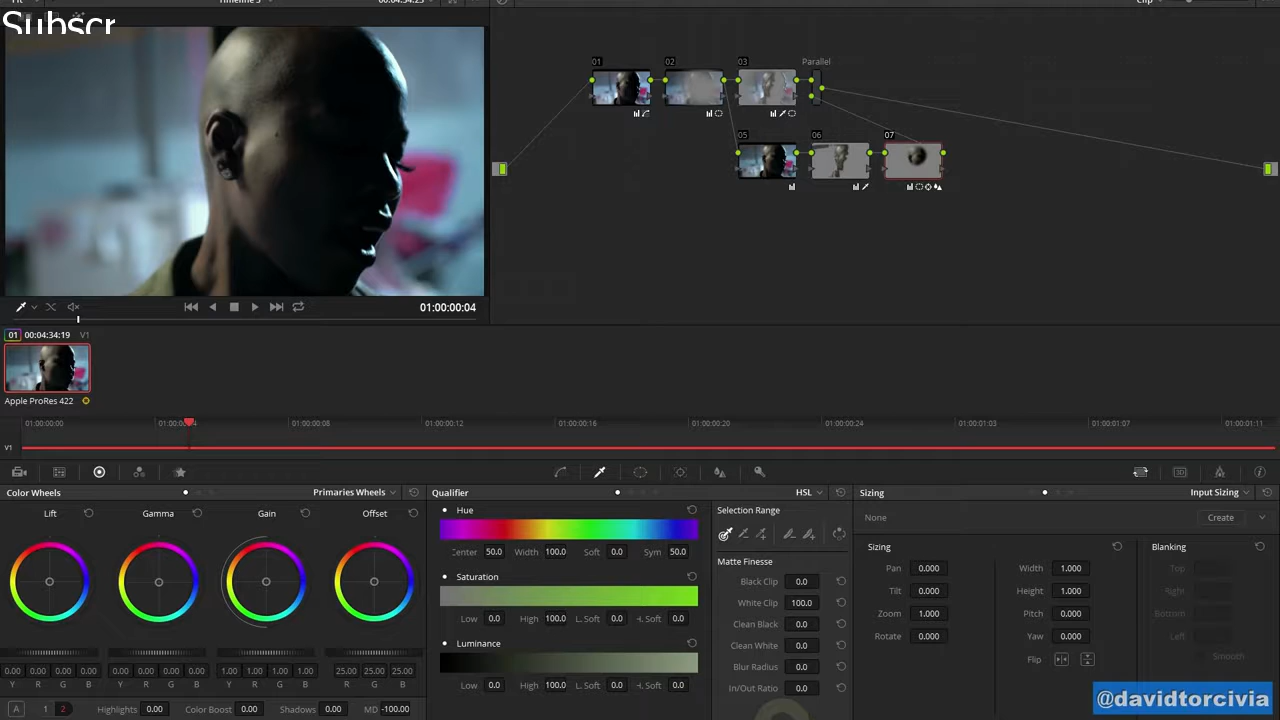 Subscr
01
02
03
Parallel
05
06
07
01:00:00:04
01 00:04:34:19 V1
Apple ProRes 422
01:00:00:00
01:00:00:08
01:00:00:12
01:00:00:16
01:00:00:20
01:00:00:24
01:00:01:03
01:00:01:07
01:00:01:11
V1
Color Wheels
Primaries Wheels
Qualifier
HSL
Sizing
Input Sizing
Lift
Gamma
Gain
Offset
Hue
Center 50.0 Width 100.0 Soft 0.0 Sym 50.0
Saturation
Low 0.0 High 100.0 L. Soft 0.0 H. Soft 0.0
Luminance
Low 0.0 High 100.0 L. Soft 0.0 H. Soft 0.0
Selection Range
Matte Finesse
Black Clip 0.0
White Clip 100.0
Clean Black 0.0
Clean White 0.0
Blur Radius 0.0
In/Out Ratio 0.0
None
Create
Sizing
Blanking
Pan 0.000 Width 1.000 Top
Tilt 0.000 Height 1.000 Right
Zoom 1.000 Pitch 0.000 Bottom
Rotate 0.000 Yaw 0.000 Left
Flip
Smooth
0.00 0.00 0.00 0.00
0.00 0.00 0.00 0.00
1.00 1.00 1.00 1.00
25.00 25.00 25.00
Y R G B
Y R G B
Y R G B
R G B
A 1 2 Highlights 0.00 Color Boost 0.00 Shadows 0.00 MD -100.00
@davidtorcivia